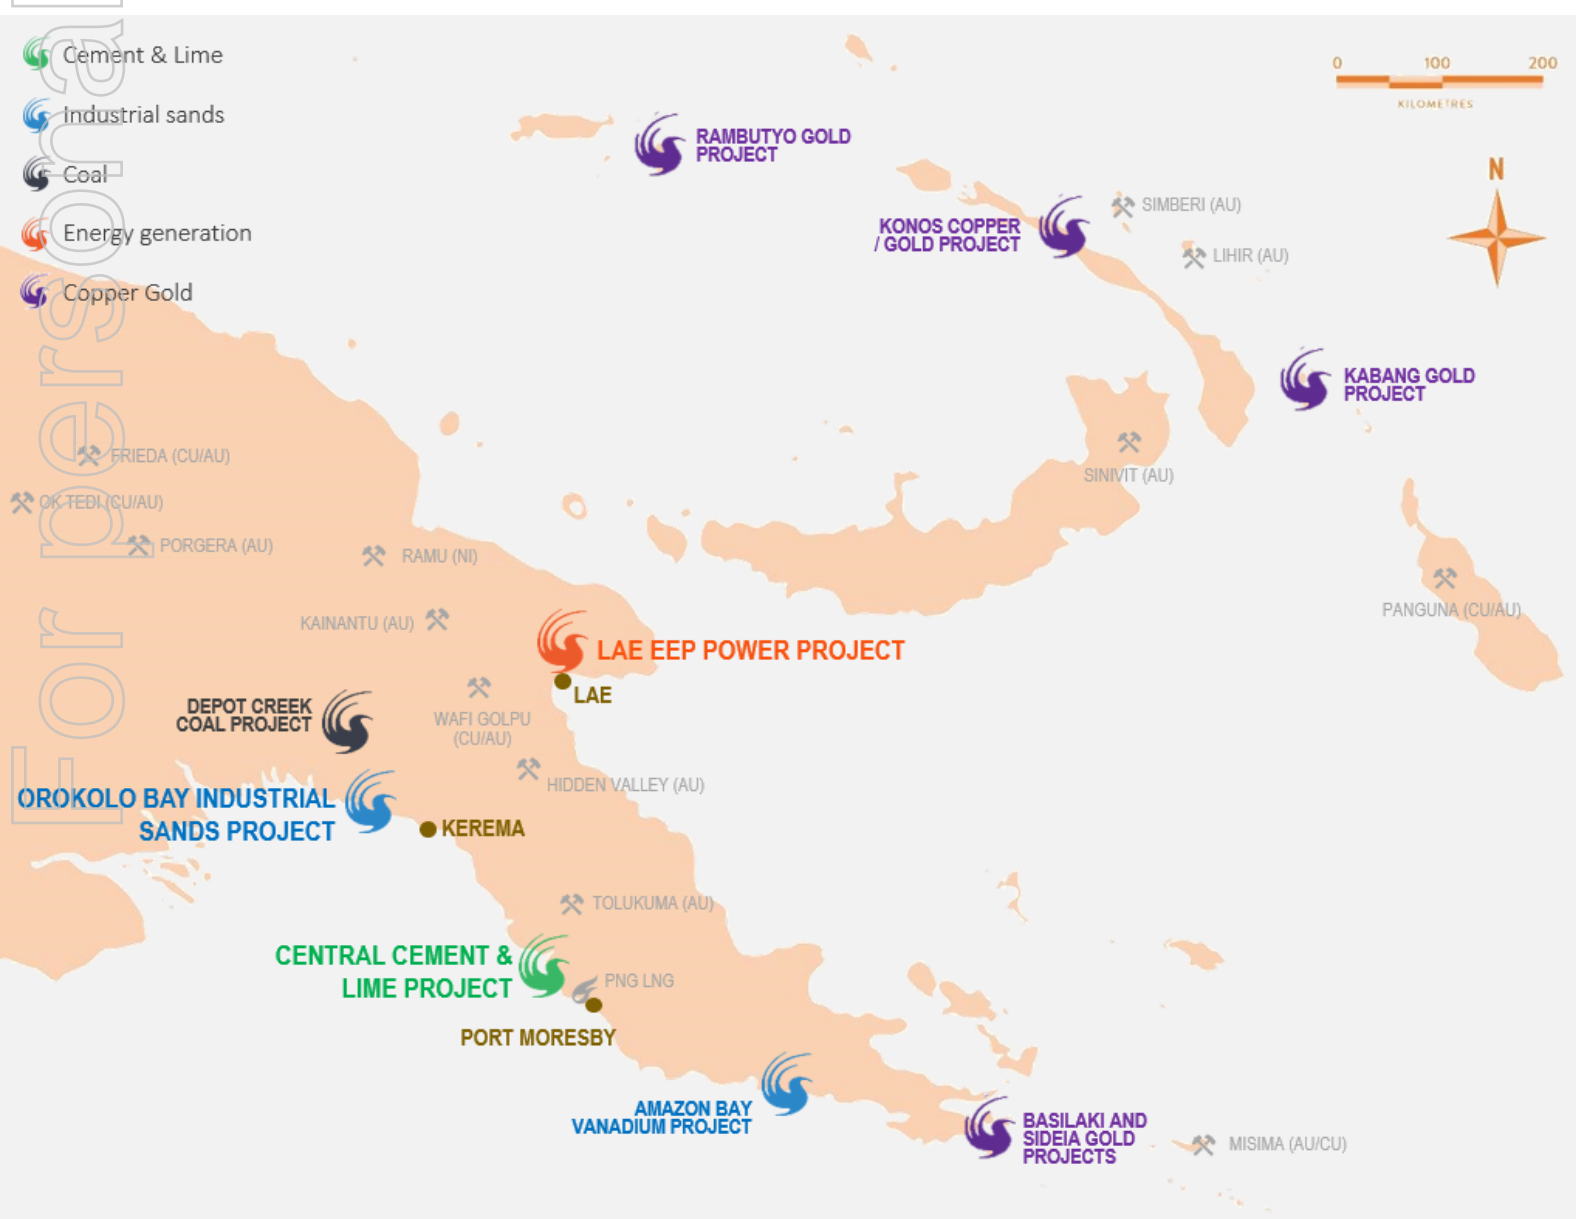 For personal
Cement & Lime
Industrial sands
Coal
Energy generation
Copper Gold
0 100 200
KILOMETRES
N
RAMBUTYO GOLD
PROJECT
KONOS COPPER
/ GOLD PROJECT
SIMBERI (AU)
LIHIR (AU)
KABANG GOLD
PROJECT
FRIEDA (CU/AU)
OK TEDI (CU/AU)
PORGERA (AU)
RAMU (NI)
SINIVIT (AU)
KAINANTU (AU)
PANGUNA (CU/AU)
LAE EEP POWER PROJECT
LAE
DEPOT CREEK
COAL PROJECT
WAFI GOLPU
(CU/AU)
HIDDEN VALLEY (AU)
OROKOLO BAY INDUSTRIAL
SANDS PROJECT
KEREMA
TOLUKUMA (AU)
CENTRAL CEMENT &
LIME PROJECT
PNG LNG
PORT MORESBY
AMAZON BAY
VANADIUM PROJECT
BASILAKI AND
SIDEIA GOLD
PROJECTS
MISIMA (AU/CU)